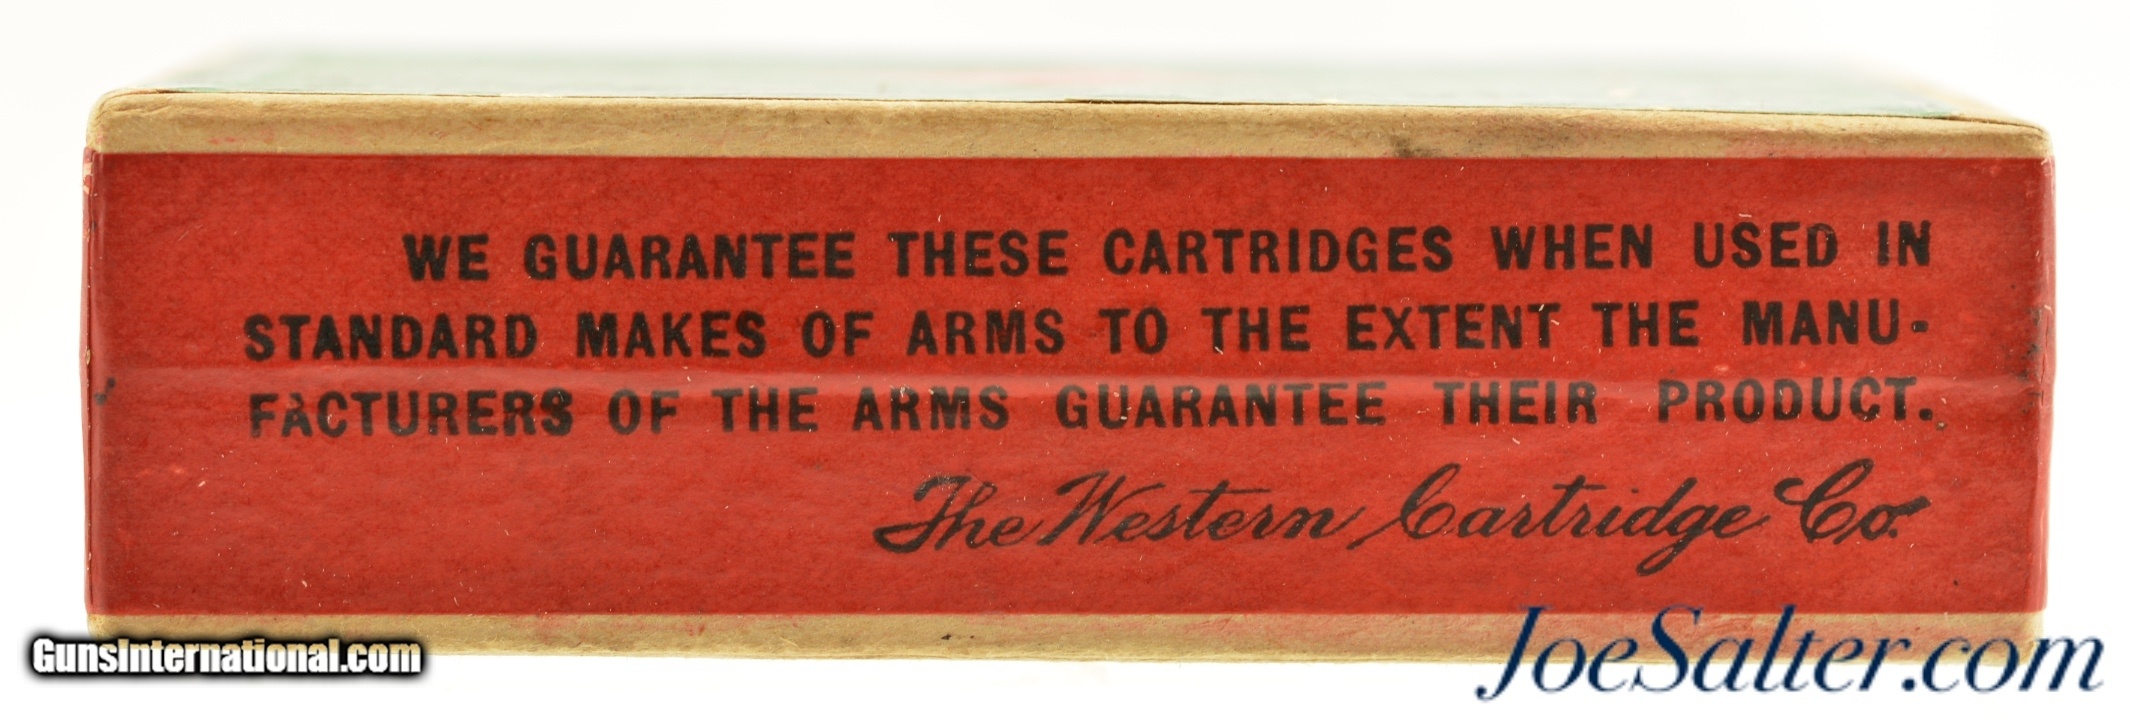 WE GUARANTEE THESE CARTRIDGES WHEN USED IN
STANDARD MAKES OF ARMS TO THE EXTENT THE MANU-
FACTURERS OF THE ARMS GUARANTEE THEIR PRODUCT.
The Western Cartridge Co.
GunsInternational.com
JoeSalter.com